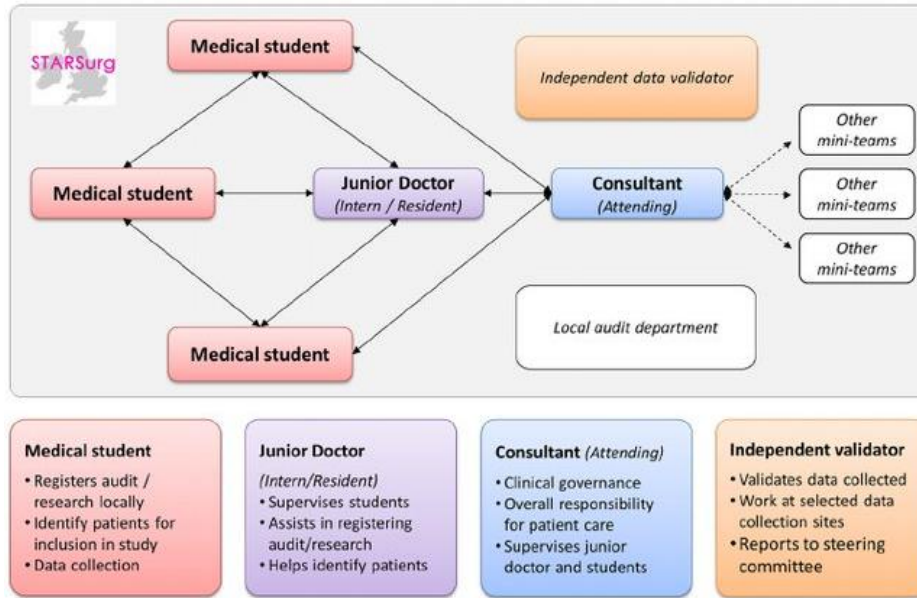 STARSurg
Medical student
Independent data validator
Other
mini-teams
Medical student
Junior Doctor
(Intern / Resident)
Consultant
(Attending)
Other
mini-teams
Other
mini-teams
Medical student
Local audit department
Medical student
• Registers audit /
research locally
• Identify patients for
inclusion in study
• Data collection
Junior Doctor
(Intern/Resident)
• Supervises students
• Assists in registering
audit/research
• Helps identify patients
Consultant (Attending)
• Clinical governance
• Overall responsibility
for patient care
• Supervises junior
doctor and students
Independent validator
• Validates data collected
• Work at selected data
collection sites
• Reports to steering
committee